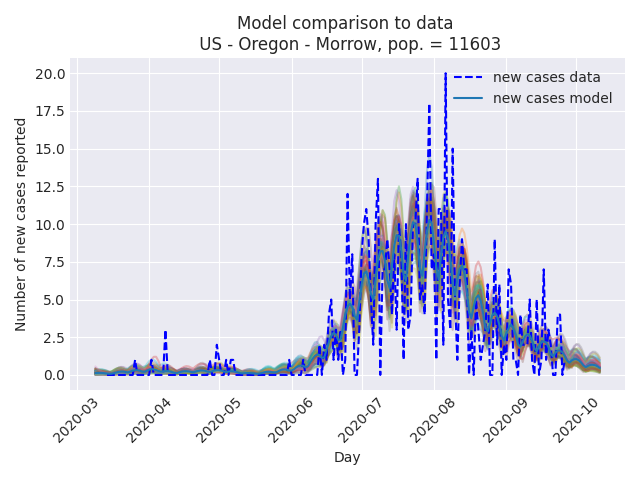 Model comparison to data
US - Oregon - Morrow, pop. = 11603
new cases data
new cases model
Number of new cases reported
20.0
17.5
15.0
12.5
10.0
7.5
5.0
2.5
0.0
2020-03
2020-04
2020-05
2020-06
2020-07
2020-08
2020-09
2020-10
Day